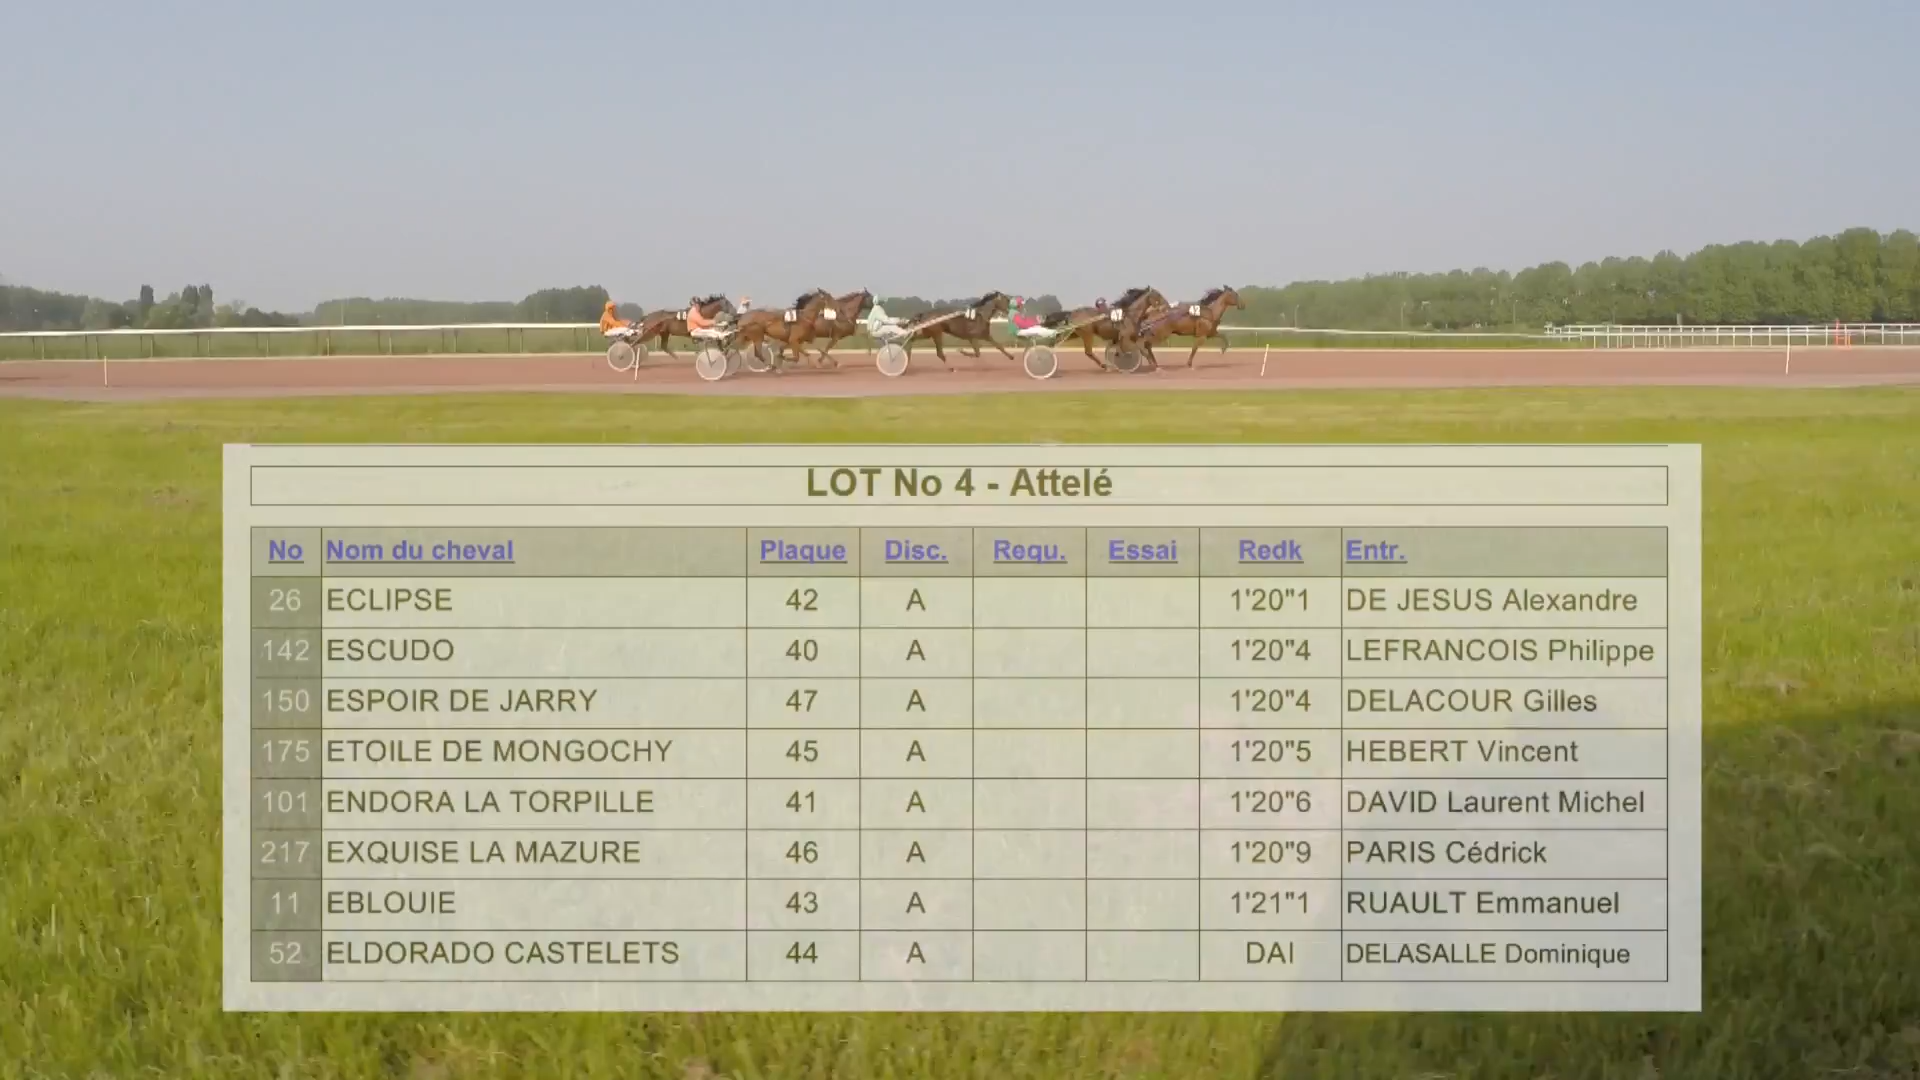 42
47
LOT No 4 - Attelé
No Nom du cheval Plaque Disc. Requ. Essai Redk Entr.
26 ECLIPSE 42 A 1'20"1 DE JESUS Alexandre
142 ESCUDO 40 A 1'20"4 LEFRANCOIS Philippe
150 ESPOIR DE JARRY 47 A 1'20"4 DELACOUR Gilles
175 ETOILE DE MONGOCHY 45 A 1'20"5 HEBERT Vincent
101 ENDORA LA TORPILLE 41 A 1'20"6 DAVID Laurent Michel
217 EXQUISE LA MAZURE 46 A 1'20"9 PARIS Cédrick
11 EBLOUIE 43 A 1'21"1 RUAULT Emmanuel
52 ELDORADO CASTELETS 44 A DAI DELASALLE Dominique